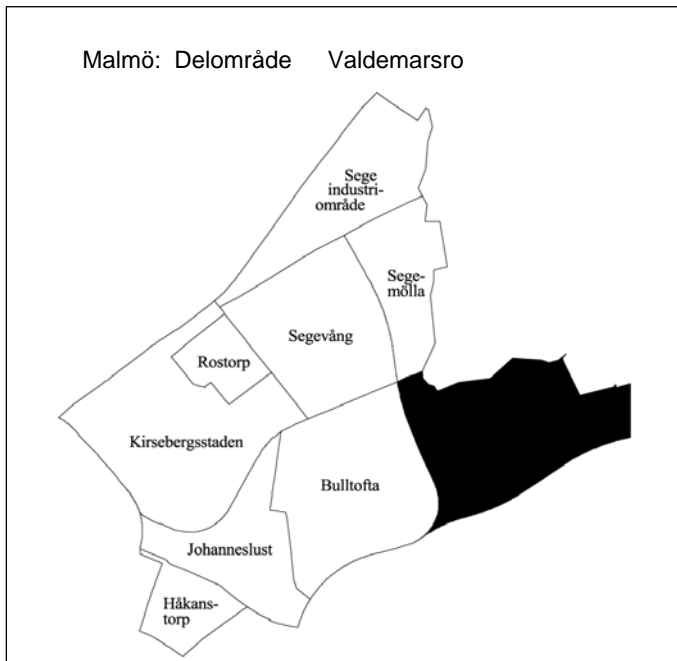 Malmö: Delområde Valdemarsro
Sege
industri-
område
Sege-
mölla
Segevång
Rostorp
Kirsebergsstaden
Bulltofta
Johanneslust
Håkans-
torp